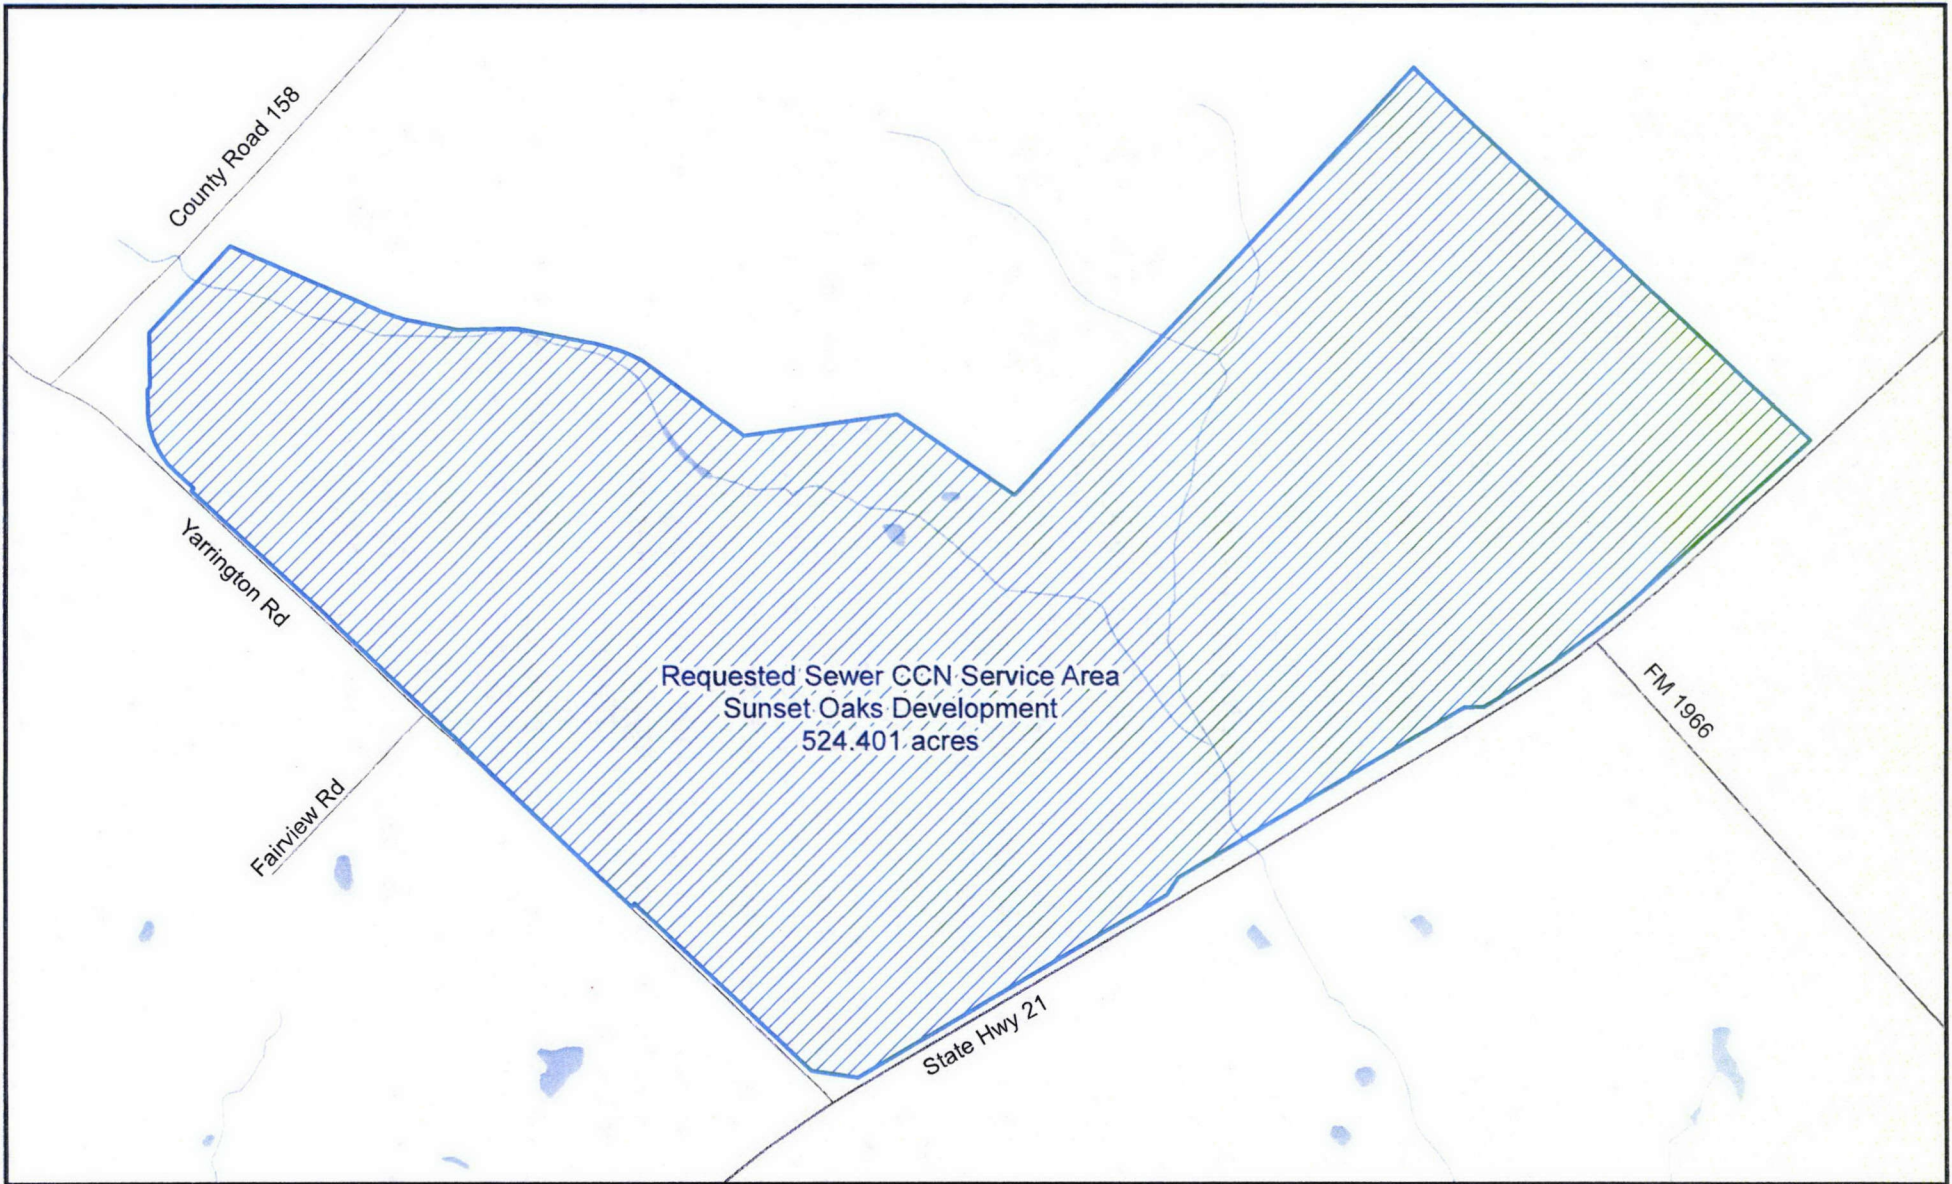 County Road 158
Yarrington Rd
Requested Sewer CCN Service Area
Sunset Oaks Development
524.401 acres
FM 1966
Fairview Rd
State Hwy 21